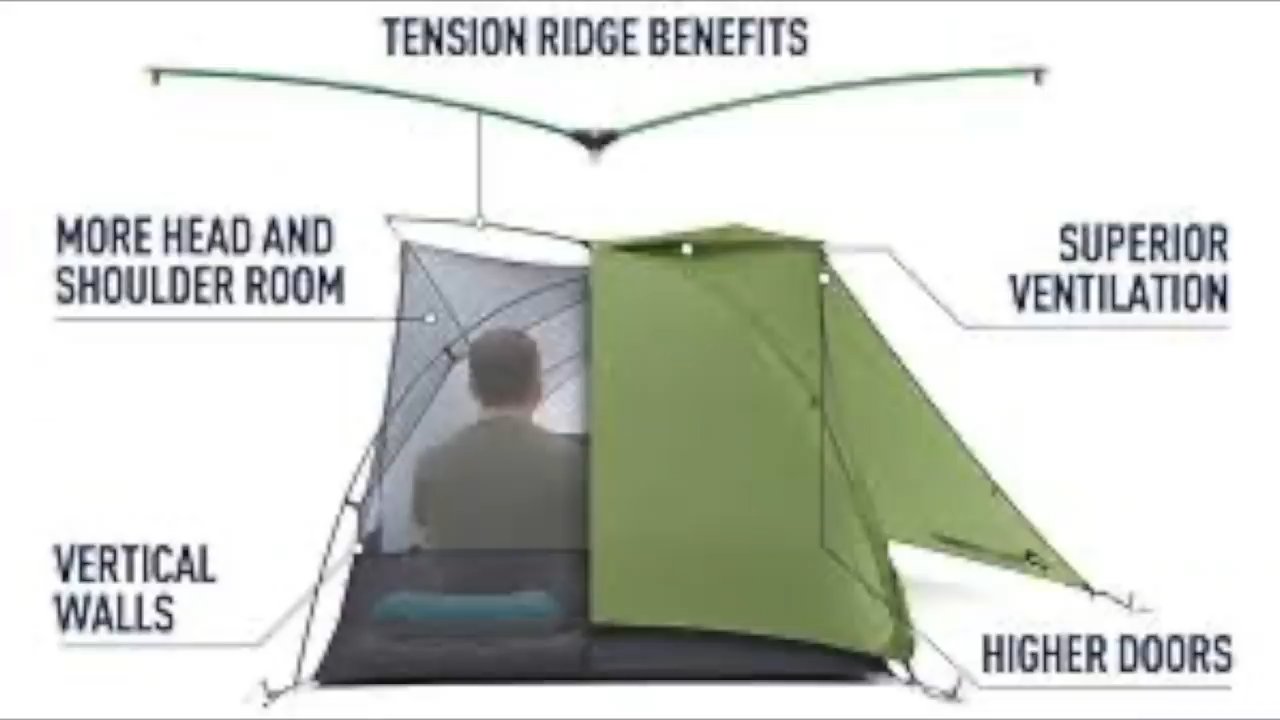 TENSION RIDGE BENEFITS
MORE HEAD AND
SHOULDER ROOM
SUPERIOR
VENTILATION
VERTICAL
WALLS
HIGHER DOORS